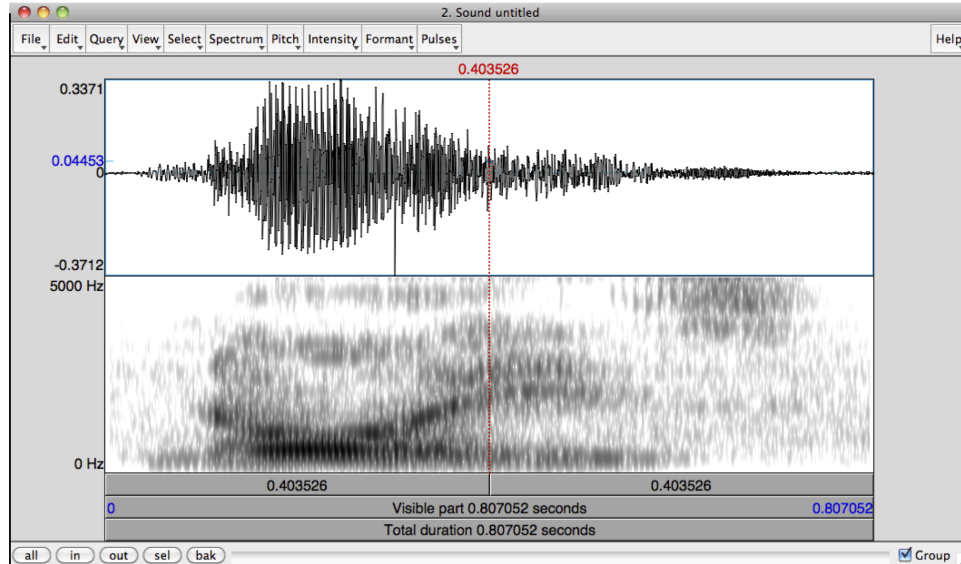 2. Sound untitled
File Edit Query View Select Spectrum Pitch Intensity Formant Pulses Help
0.403526
0.3371
0.04453
0
-0.3712
5000 Hz
0 Hz
0.403526 0.403526
0 Visible part 0.807052 seconds 0.807052
Total duration 0.807052 seconds
all in out sel bak Group